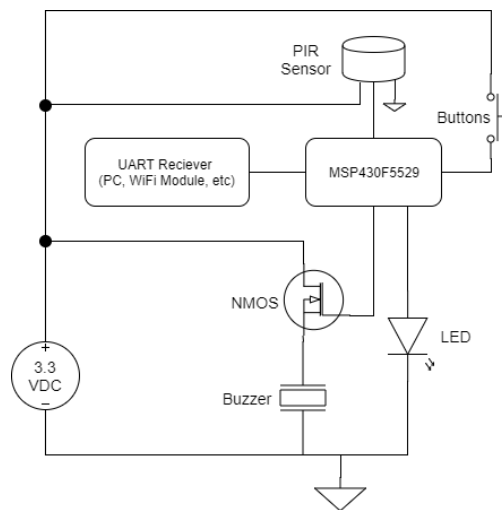 PIR
Sensor
Buttons
UART Reciever
(PC, WiFi Module, etc)
MSP430F5529
NMOS
LED
+
3.3
VDC
−
Buzzer